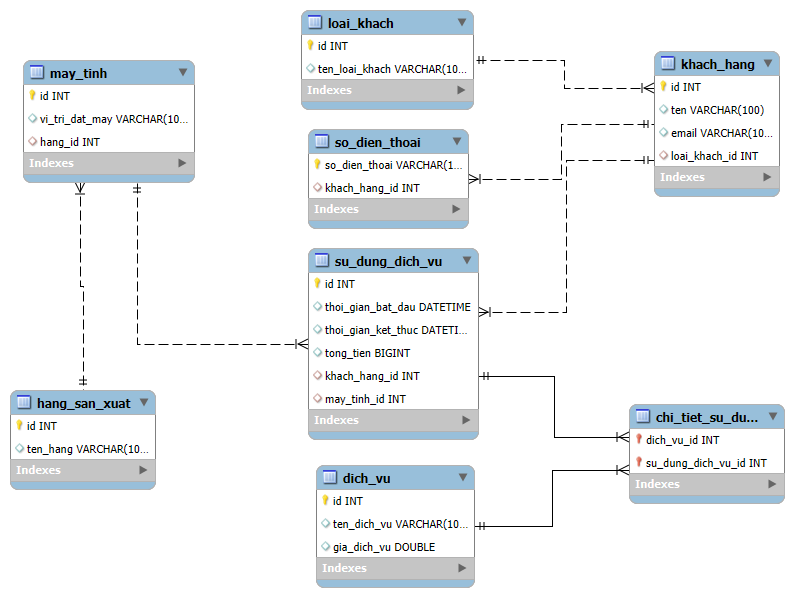 loai_khach
id INT
ten_loai_khach VARCHAR(10...
Indexes
khach_hang
id INT
ten VARCHAR(100)
email VARCHAR(10...
loai_khach_id INT
Indexes
may_tinh
id INT
vi_tri_dat_may VARCHAR(10...
hang_id INT
Indexes
so_dien_thoai
so_dien_thoai VARCHAR(1...
khach_hang_id INT
Indexes
su_dung_dich_vu
id INT
thoi_gian_bat_dau DATETIME
thoi_gian_ket_thuc DATETI...
tong_tien BIGINT
khach_hang_id INT
may_tinh_id INT
Indexes
hang_san_xuat
id INT
ten_hang VARCHAR(10...
Indexes
chi_tiet_su_du...
dich_vu_id INT
su_dung_dich_vu_id INT
Indexes
dich_vu
id INT
ten_dich_vu VARCHAR(10...
gia_dich_vu DOUBLE
Indexes